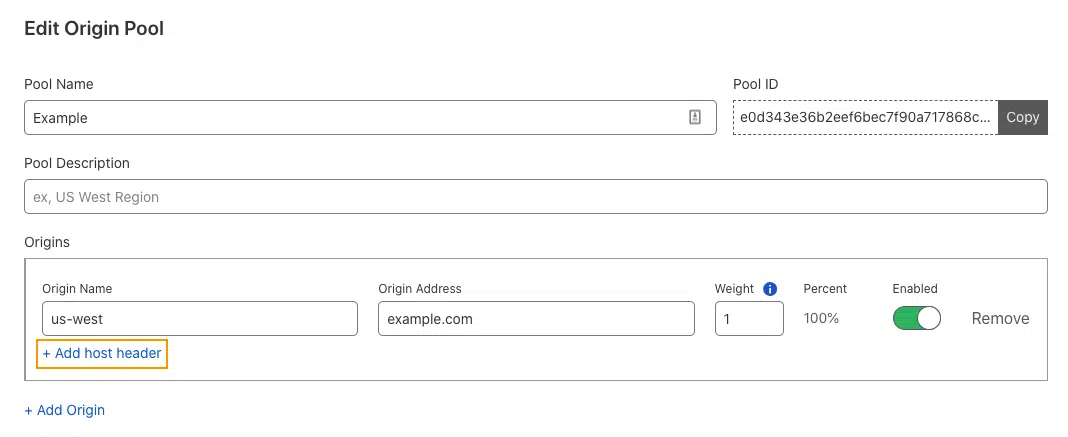 Edit Origin Pool
Pool Name
Pool ID
Example
e0d343e36b2eef6bec7f90a717868c...
Copy
Pool Description
ex, US West Region
Origins
Origin Name
Origin Address
Weight
Percent
Enabled
us-west
example.com
1
100%
Remove
+ Add host header
+ Add Origin